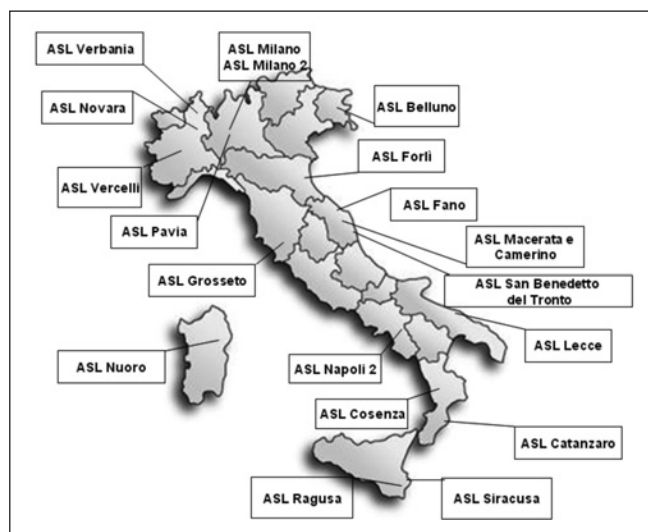 ASL Verbania
ASL Milano
ASL Milano 2
ASL Novara
ASL Belluno
ASL Forlì
ASL Vercelli
ASL Fano
ASL Pavia
ASL Macerata e
Camerino
ASL Grosseto
ASL San Benedetto
del Tronto
ASL Lecce
ASL Nuoro
ASL Napoli 2
ASL Cosenza
ASL Catanzaro
ASL Ragusa
ASL Siracusa